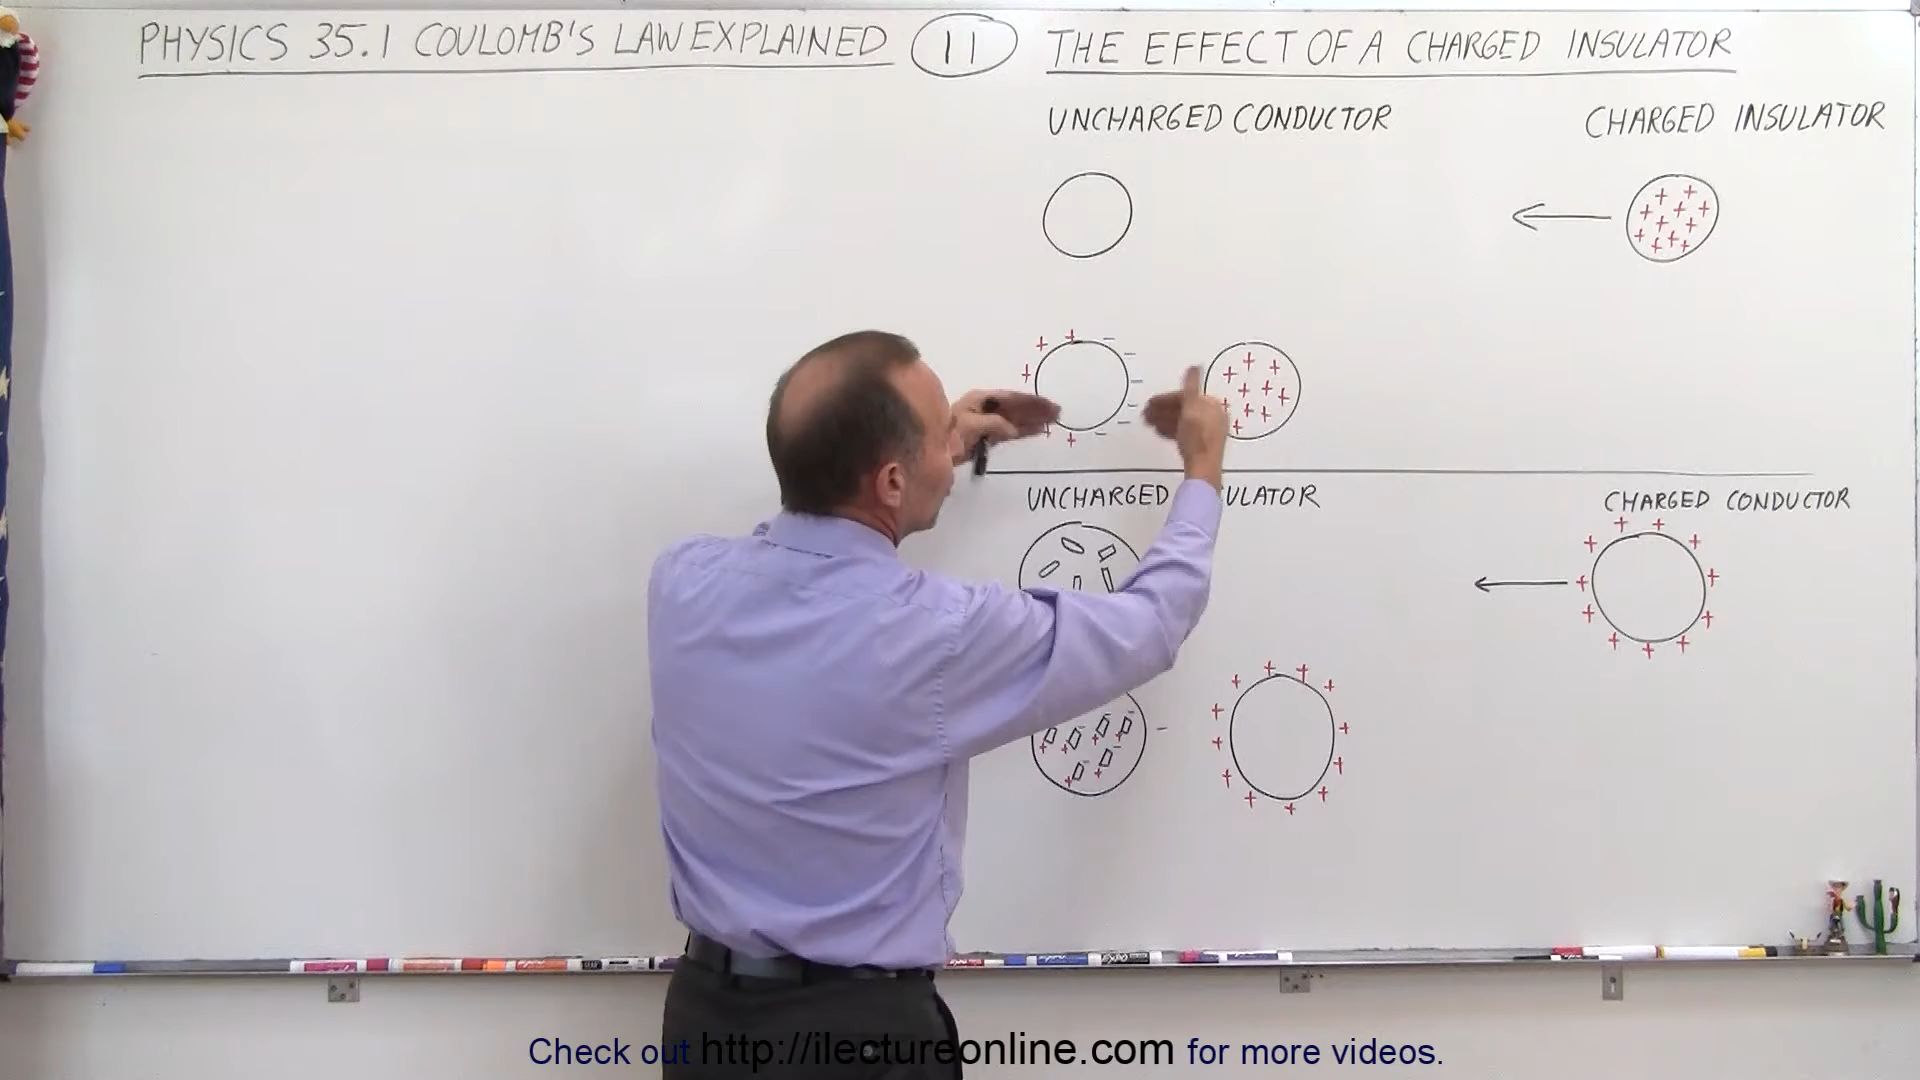 PHYSICS 35.1 COULOMB'S LAW EXPLAINED 11 THE EFFECT OF A CHARGED INSULATOR
UNCHARGED CONDUCTOR CHARGED INSULATOR
UNCHARGED ULATOR CHARGED CONDUCTOR
Check out http://ilectureonline.com for more videos.